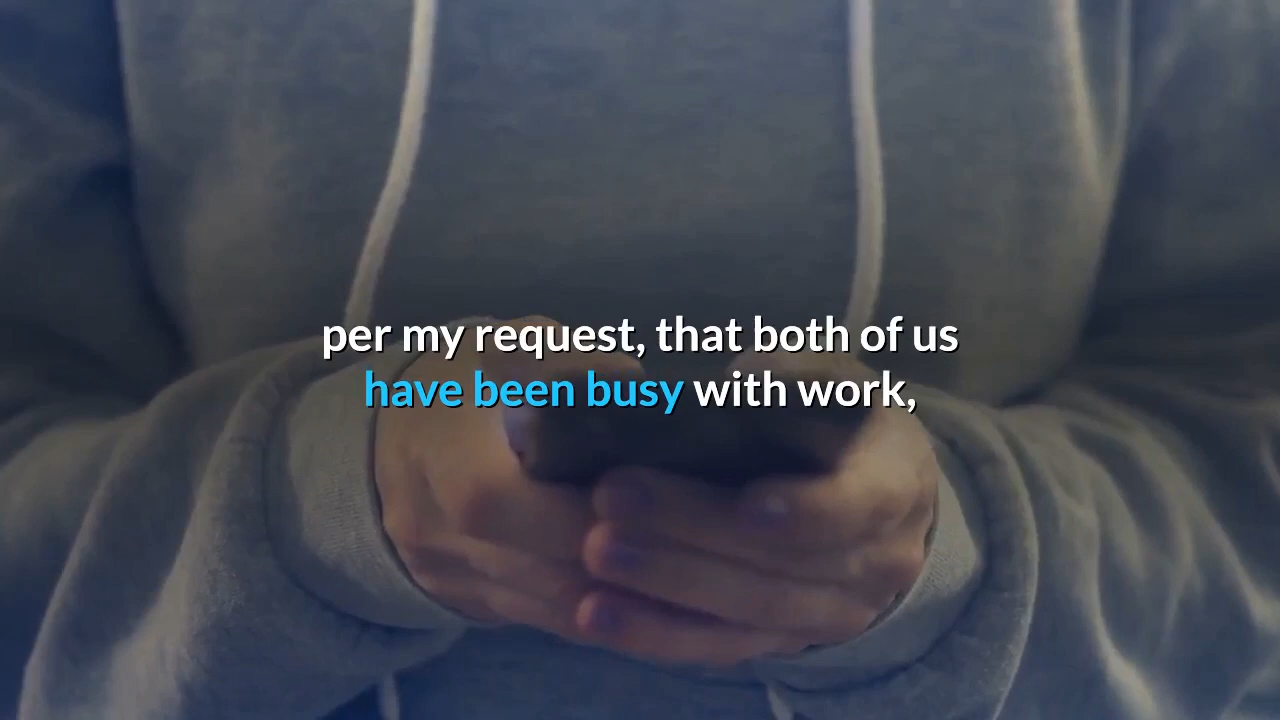 per my request, that both of us
have been busy with work,